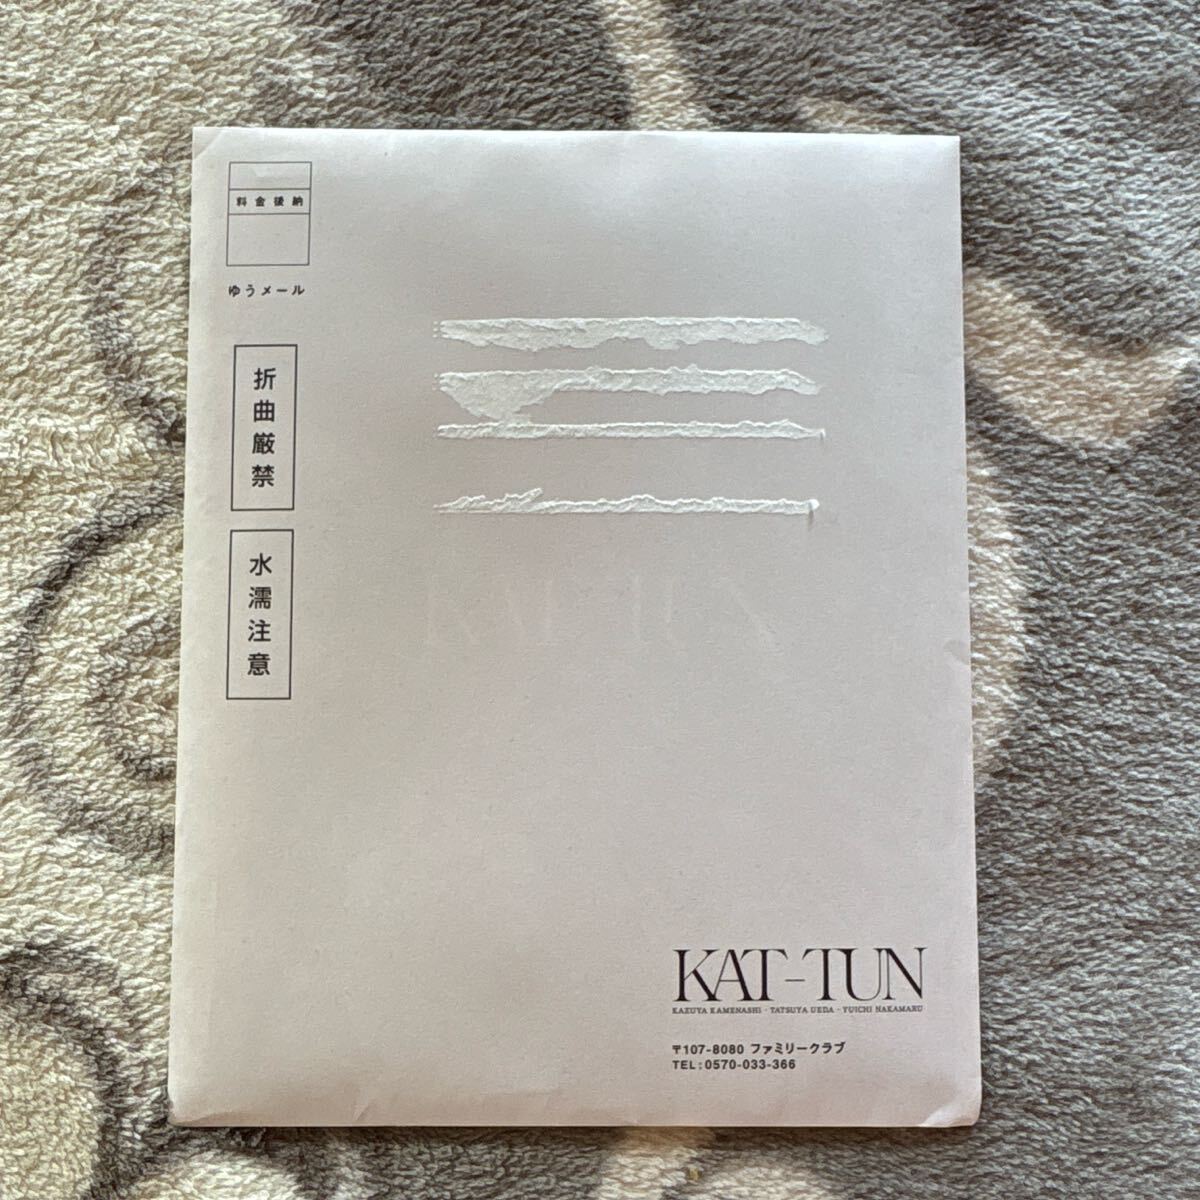 料金後納
ゆうメール
折曲厳禁
水濡注意
KAT-TUN
KAT-TUN
KAZUYA KAMENASHI · TATSUYA UEDA · YUICHI NAKAMARU
〒107-8080 ファミリークラブ
TEL:0570-033-366